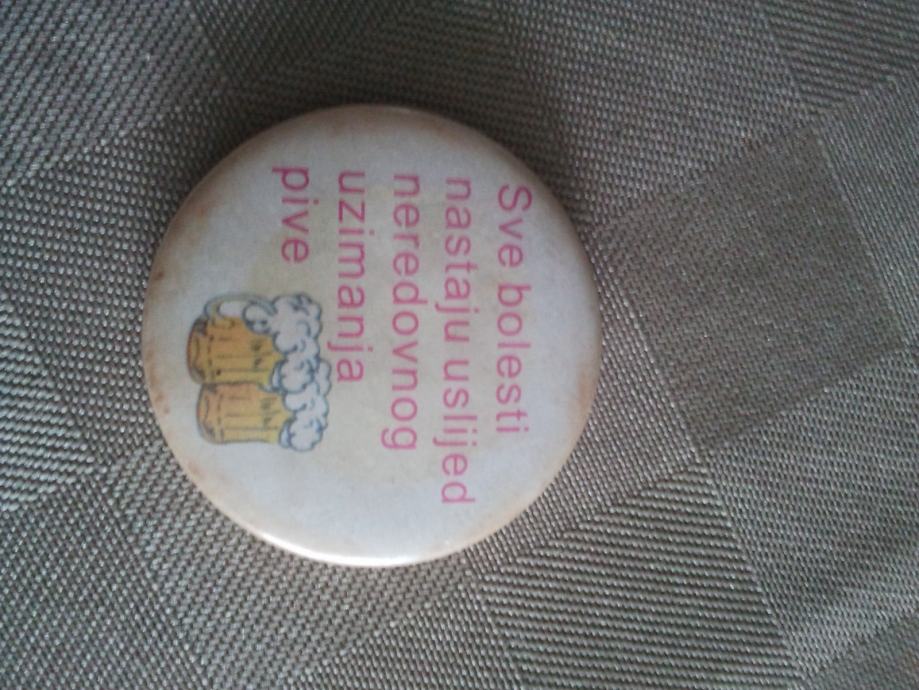 Sve bolesti
nastaju uslijed
neredovnog
uzimanja
pive